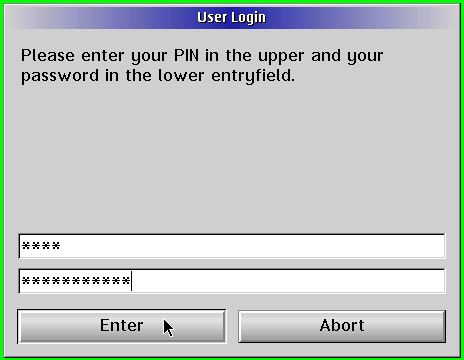 User Login
Please enter your PIN in the upper and your
password in the lower entryfield.
****
***********
Enter
Abort